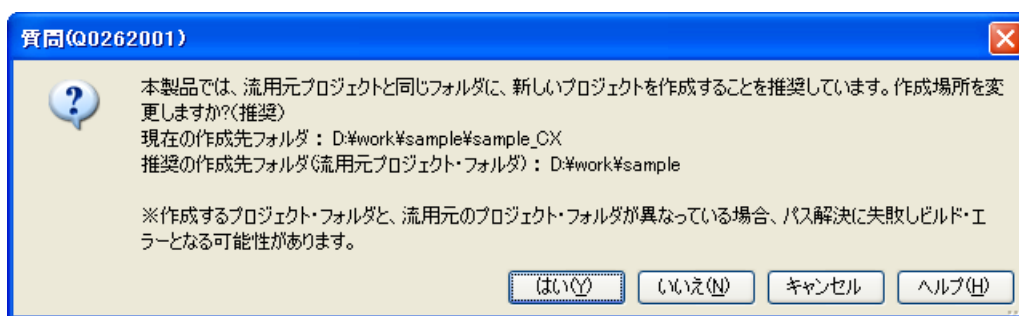 質問(Q0262001)
本製品では、流用元プロジェクトと同じフォルダに、新しいプロジェクトを作成することを推奨しています。作成場所を変
更しますか?(推奨)
現在の作成先フォルダ： D:¥work¥sample¥sample_CX
推奨の作成先フォルダ(流用元プロジェクト・フォルダ)： D:¥work¥sample
※作成するプロジェクト・フォルダと、流用元のプロジェクト・フォルダが異なっている場合、パス解決に失敗しビルド・エ
ラーとなる可能性があります。
はい(Y) いいえ(N) キャンセル ヘルプ(H)